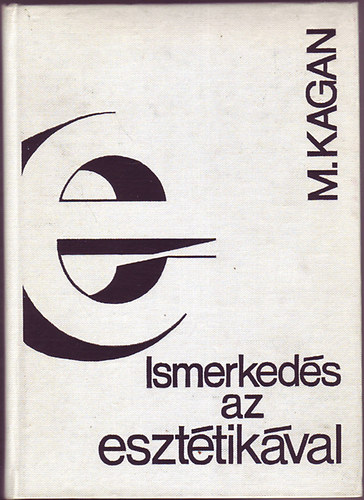 M. KAGAN
e
Ismerkedés
az
esztétikával